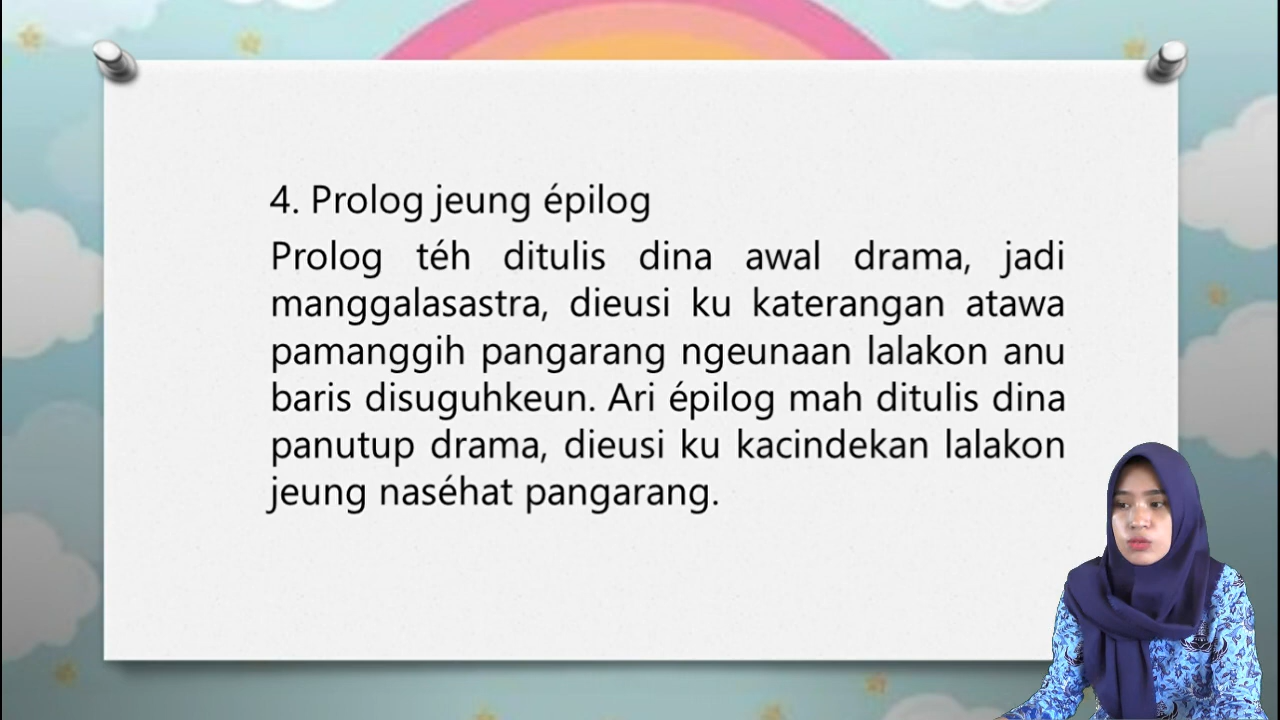 4. Prolog jeung épilog
Prolog téh ditulis dina awal drama, jadi
manggalasastra, dieusi ku katerangan atawa
pamanggih pangarang ngeunaan lalakon anu
baris disuguhkeun. Ari épilog mah ditulis dina
panutup drama, dieusi ku kacindekan lalakon
jeung naséhat pangarang.